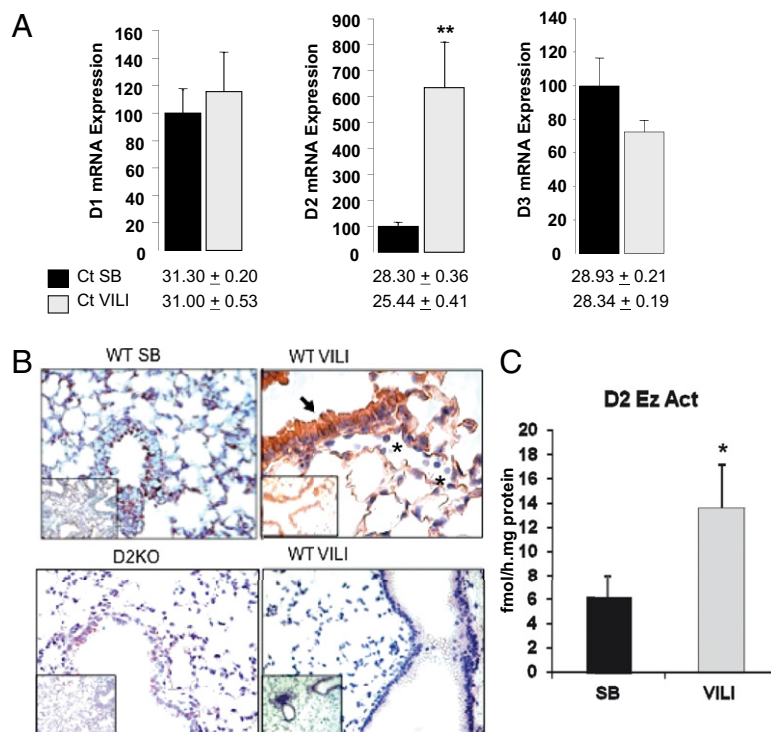 A
D1 mRNA Expression
160
140
120
100
80
60
40
20
0
D2 mRNA Expression
900
800
700
600
500
400
300
200
100
0
**
D3 mRNA Expression
140
120
100
80
60
40
20
0
Ct SB 31.30 ± 0.20 28.30 ± 0.36 28.93 ± 0.21
Ct VILI 31.00 ± 0.53 25.44 ± 0.41 28.34 ± 0.19
B
WT SB
WT VILI
*
*
D2KO
WT VILI
C
D2 Ez Act
fmol/h.mg protein
20
18
16
14
12
10
8
6
4
2
0
*
SB VILI